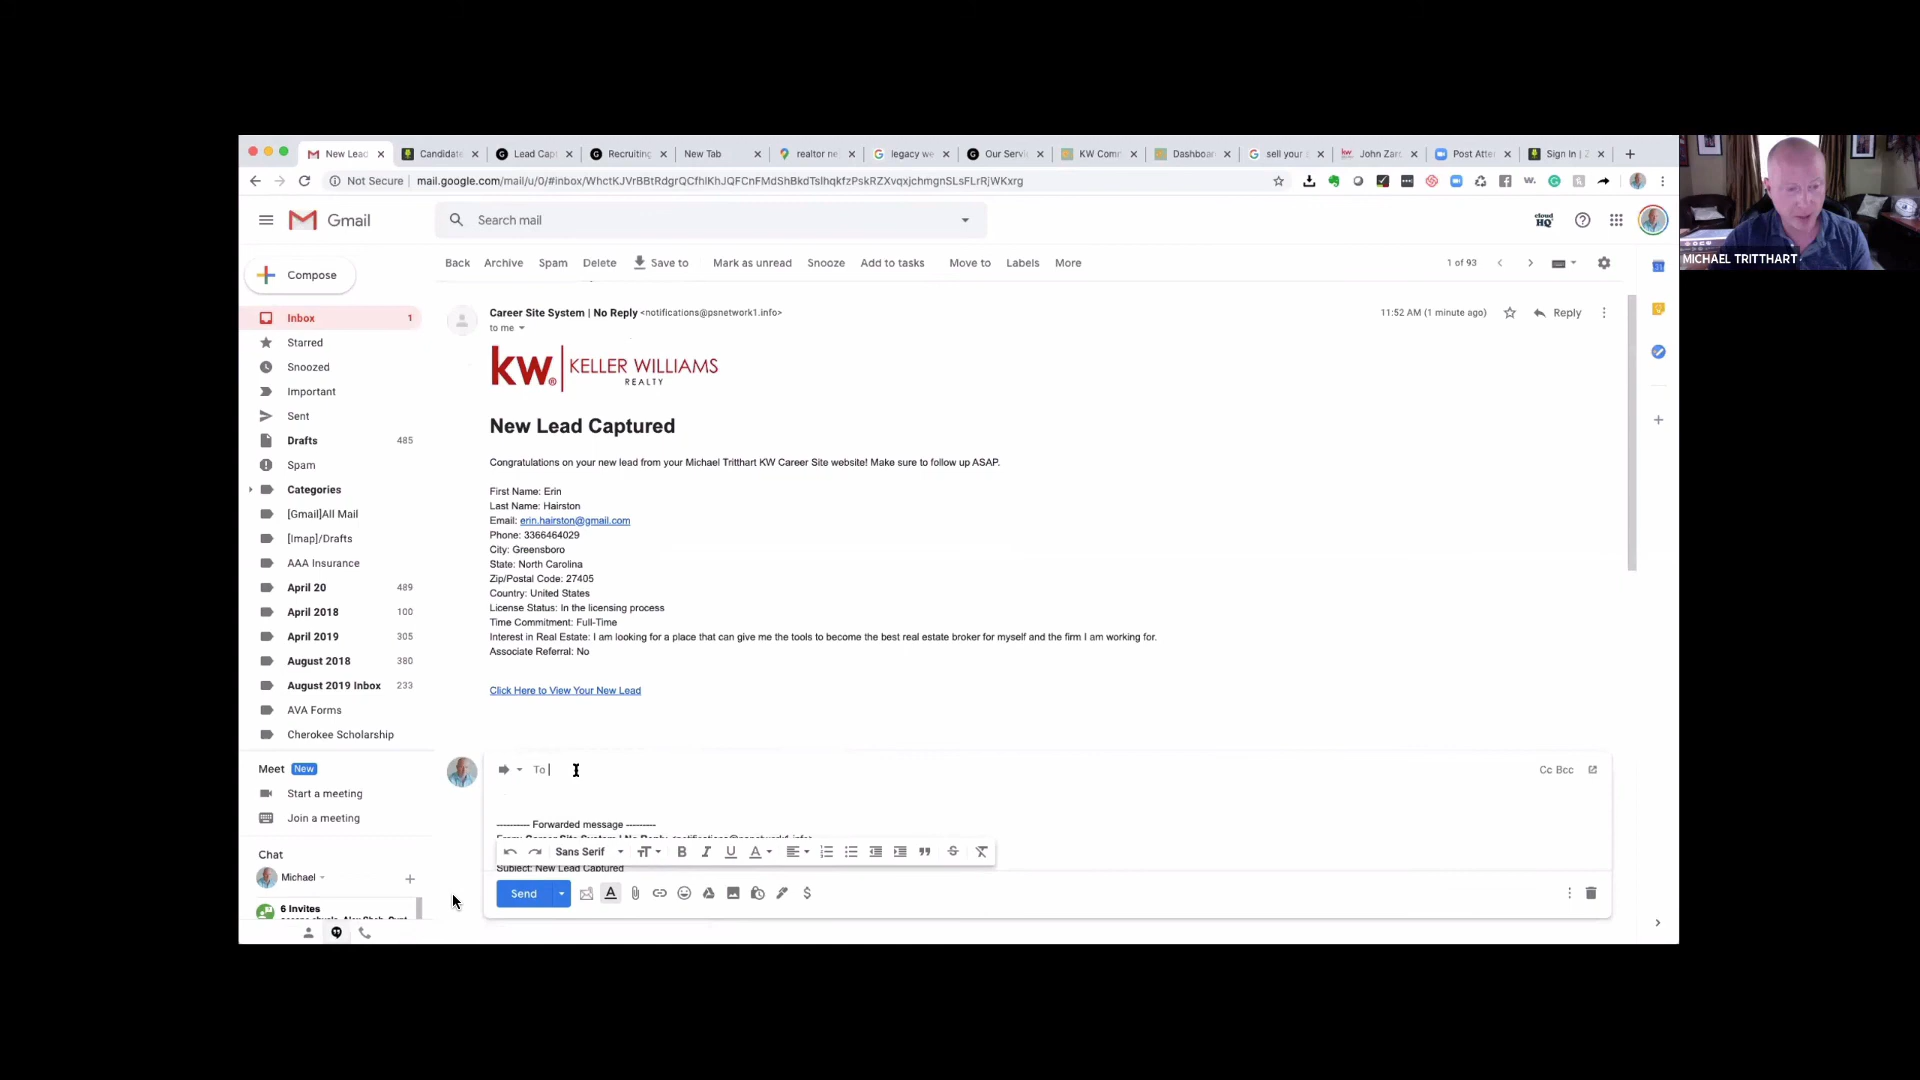 New Lead
Candidate
Lead Cap
Recruiting
New Tab
realtor ne
legacy we
Our Servi
KW Com
Dashboar
sell your
John Zarc
Post Atte
Sign In | Z
Not Secure
mail.google.com/mail/u/0/#inbox/WhctKJVrBBtRdgrQCfhlKhJQFCnFMdShBkdTslhqkfzPskRZXvqxjchmgnSLsFLrRjWKxrg
Gmail
Search mail
cloud
HQ
MICHAEL TRITTHART
Compose
Back Archive Spam Delete Save to Mark as unread Snooze Add to tasks Move to Labels More
1 of 93
Inbox 1
Starred
Snoozed
Important
Sent
Drafts 485
Spam
Categories
[Gmail]All Mail
[Imap]/Drafts
AAA Insurance
April 20 489
April 2018 100
April 2019 305
August 2018 380
August 2019 Inbox 233
AVA Forms
Cherokee Scholarship
Meet New
Start a meeting
Join a meeting
Chat
Michael
6 Invites
Career Site System | No Reply <notifications@psnetwork1.info>
11:52 AM (1 minute ago)
Reply
to me
kw® KELLER WILLIAMS
REALTY
New Lead Captured
Congratulations on your new lead from your Michael Tritthart KW Career Site website! Make sure to follow up ASAP.
First Name: Erin
Last Name: Hairston
Email: erin.hairston@gmail.com
Phone: 3366464029
City: Greensboro
State: North Carolina
Zip/Postal Code: 27405
Country: United States
License Status: In the licensing process
Time Commitment: Full-Time
Interest in Real Estate: I am looking for a place that can give me the tools to become the best real estate broker for myself and the firm I am working for.
Associate Referral: No
Click Here to View Your New Lead
To
Cc Bcc
---------- Forwarded message ---------
Sans Serif
Subject: New Lead Captured
Send